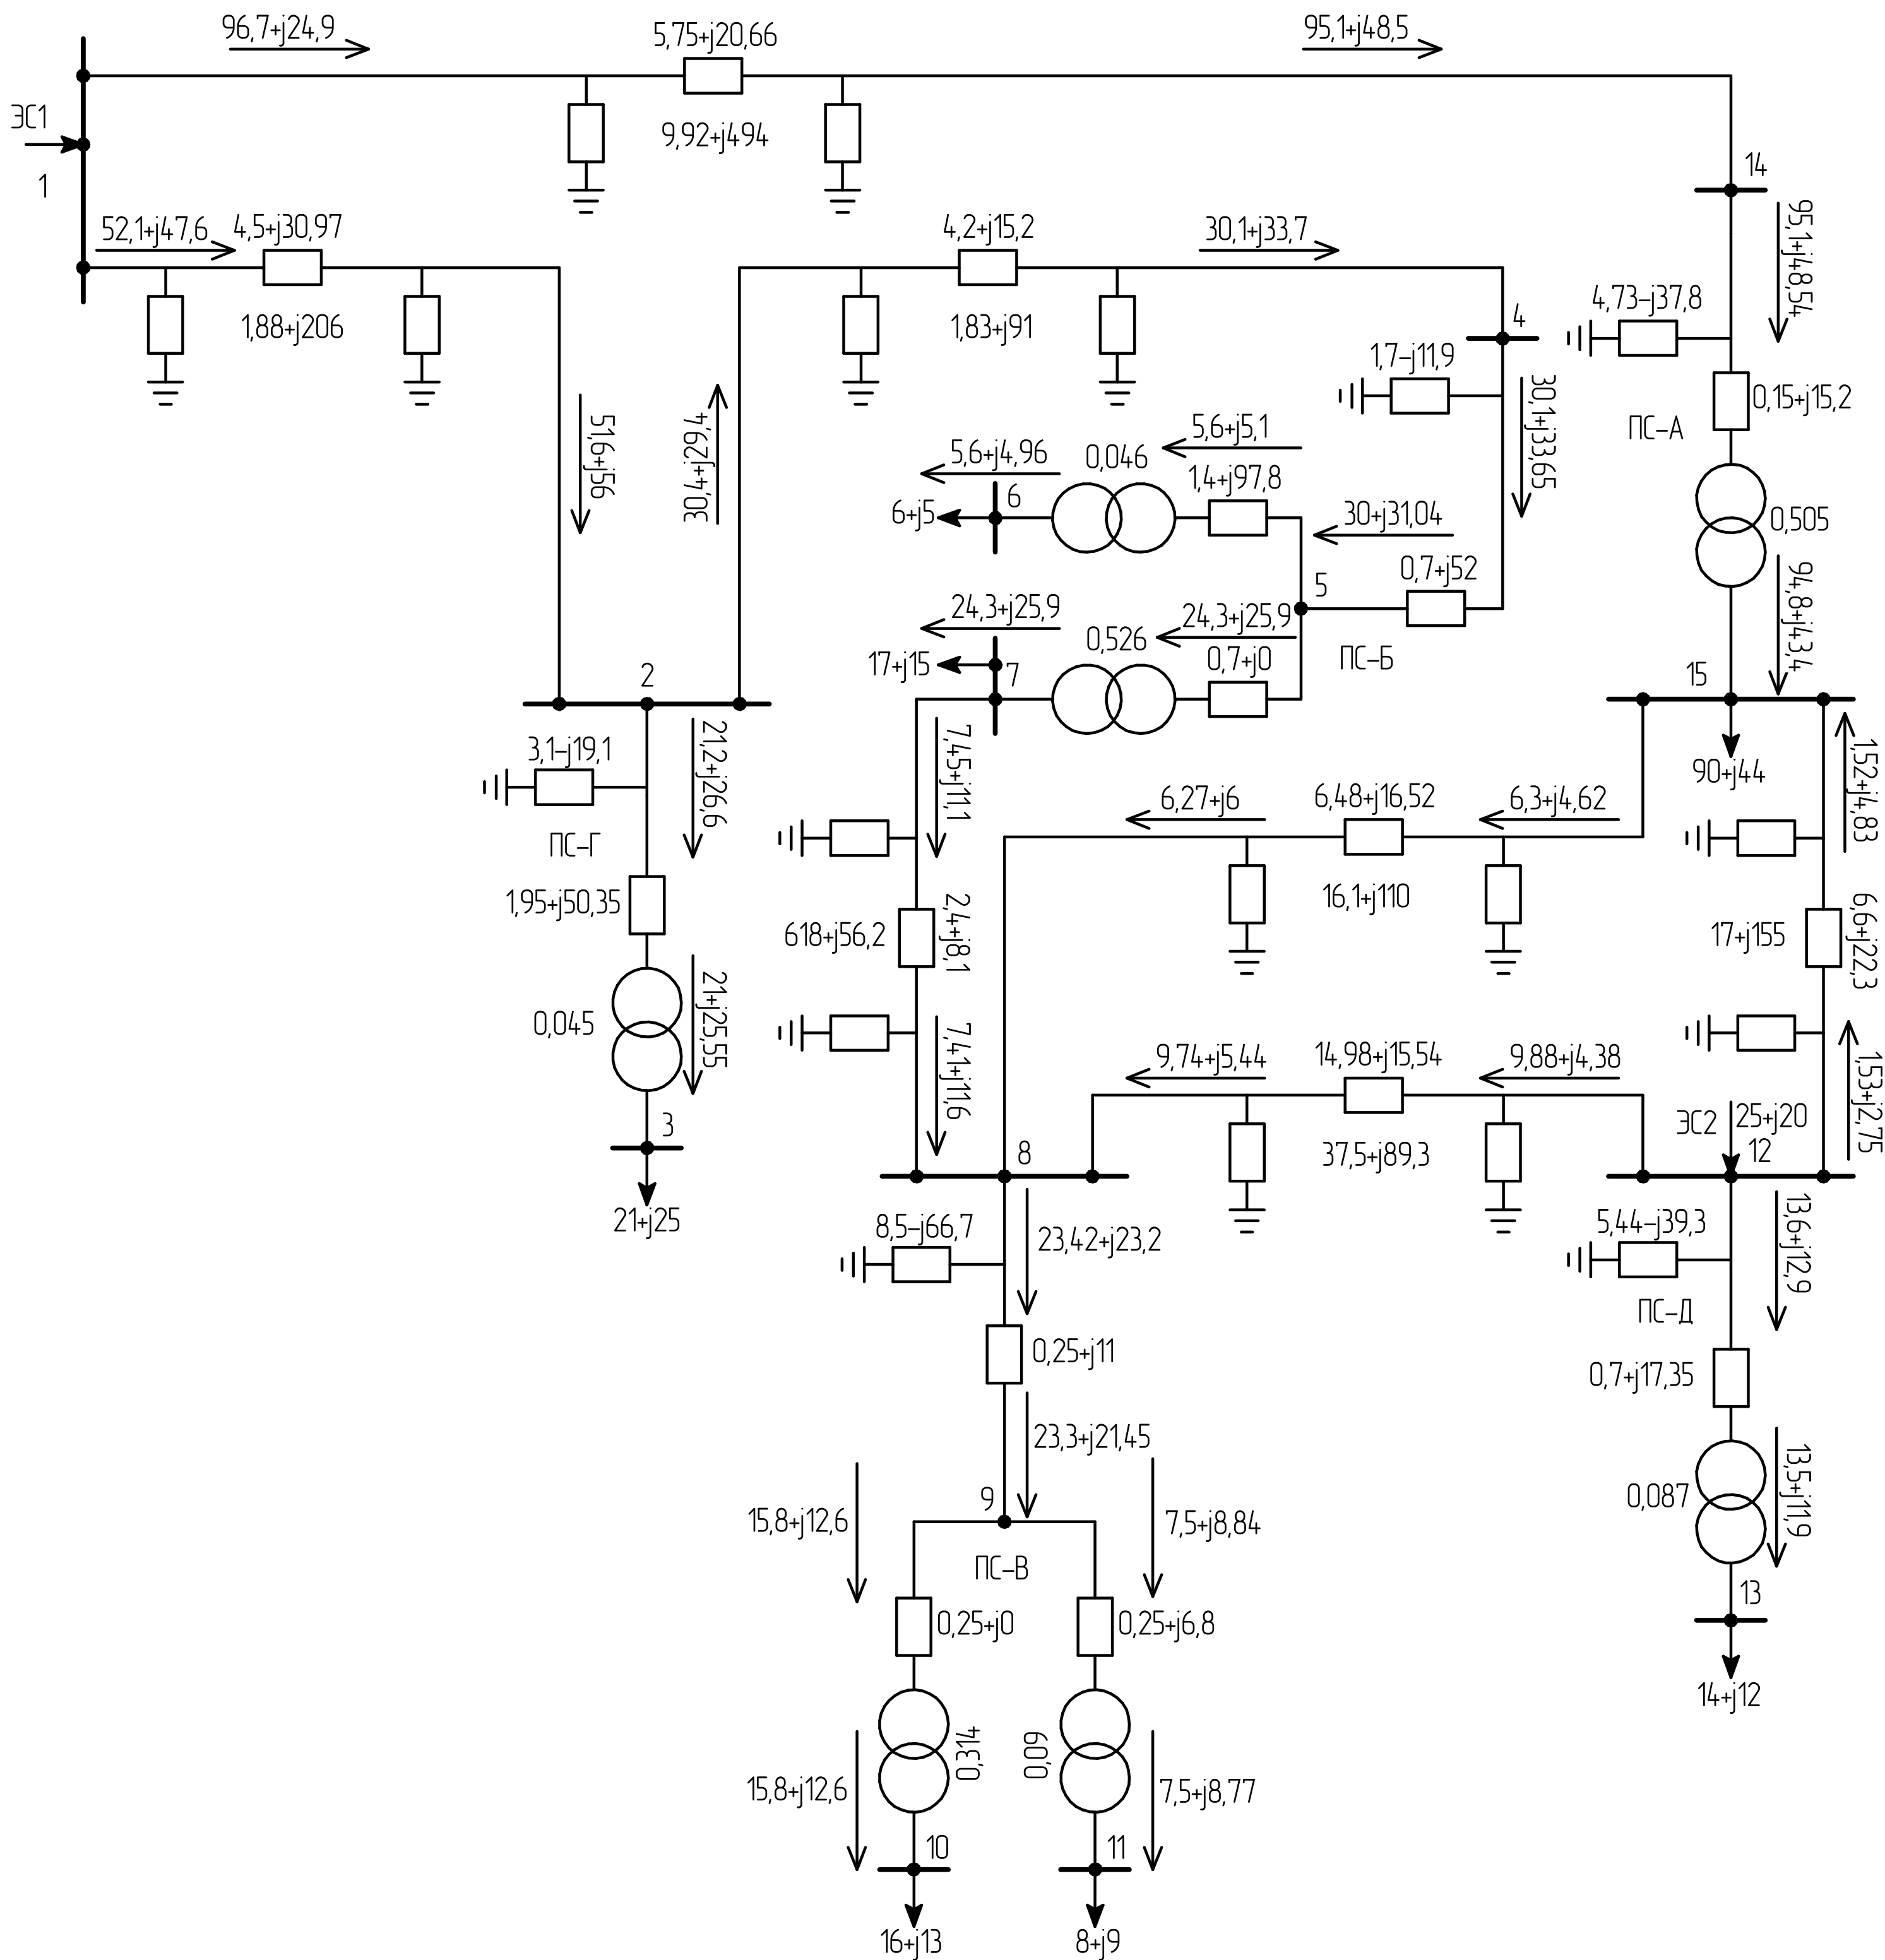 96,7+j24,9
5,75+j20,66
95,1+j48,5
ЭС1
9,92+j494
1
14
52,1+j47,6
4,5+j30,97
4,2+j15,2
30,1+j33,7
95,1+j48,54
1,88+j206
1,83+j91
4
4,73-j37,8
1,7-j11,9
0,15+j15,2
ПС-А
30,1+j33,65
51,6+j56
30,4+j29,4
5,6+j5,1
5,6+j4,96
0,046
1,4+j97,8
6
6+j5
30+j31,04
0,505
0,7+j52
5
24,3+j25,9
0,526
24,3+j25,9
94,8+j43,4
17+j15
7
0,7+j0
ПС-Б
2
15
3,1-j19,1
21,2+j26,6
7,45+j11,1
90+j44
1,52+j4,83
6,27+j6
6,48+j16,52
6,3+j4,62
ПС-Г
1,95+j50,35
16,1+j110
618+j56,2
2,4+j8,1
17+j155
6,6+j22,3
0,045
21+j25,55
7,41+j11,6
9,74+j5,44
14,98+j15,54
9,88+j4,38
1,53+j2,75
3
ЭС2
25+j20
12
8
37,5+j89,3
21+j25
8,5-j66,7
23,42+j23,2
5,44-j39,3
13,6+j12,9
ПС-Д
0,25+j11
0,7+j17,35
23,3+j21,45
9
15,8+j12,6
7,5+j8,84
0,087
13,5+j11,9
ПС-В
13
0,25+j0
0,25+j6,8
14+j12
0,314
0,09
15,8+j12,6
7,5+j8,77
10
11
16+j13
8+j9